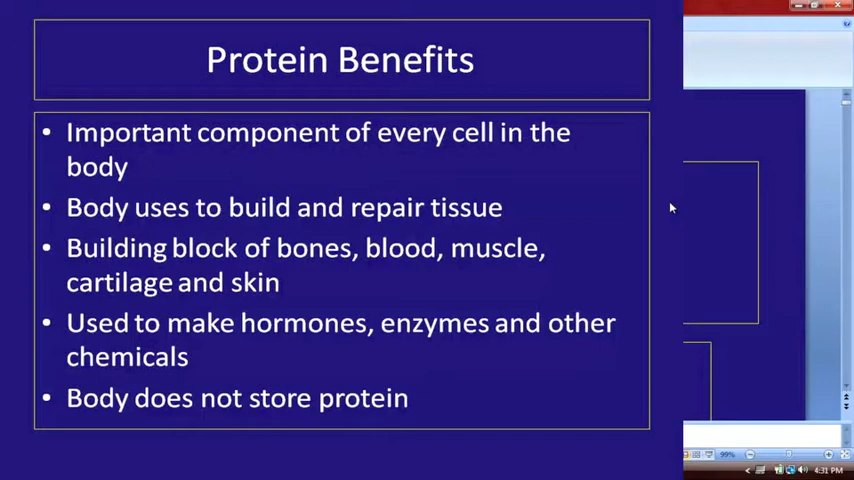 Protein Benefits
• Important component of every cell in the
body
• Body uses to build and repair tissue
• Building block of bones, blood, muscle,
cartilage and skin
• Used to make hormones, enzymes and other
chemicals
• Body does not store protein
99%
4:31 PM